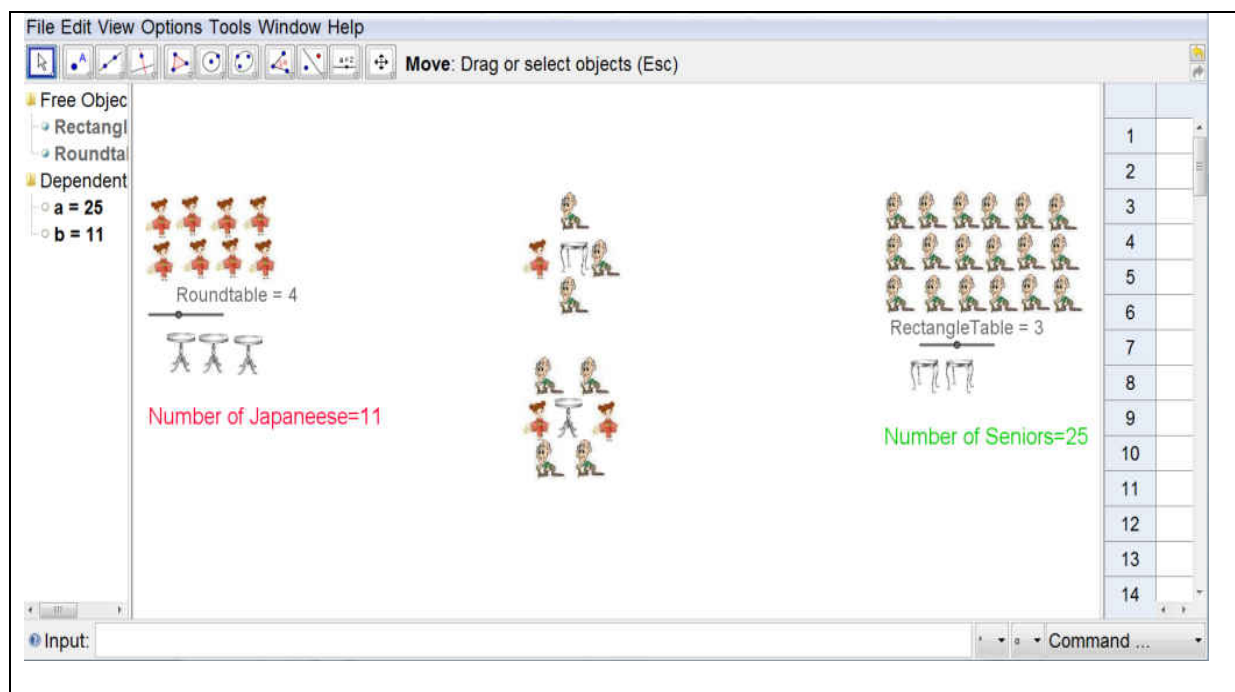 File Edit View Options Tools Window Help
Move: Drag or select objects (Esc)
Free Objec
Rectangl
Roundtal
Dependent
a = 25
b = 11
Roundtable = 4
Number of Japaneese=11
RectangleTable = 3
Number of Seniors=25
1
2
3
4
5
6
7
8
9
10
11
12
13
14
Input:
Command ...